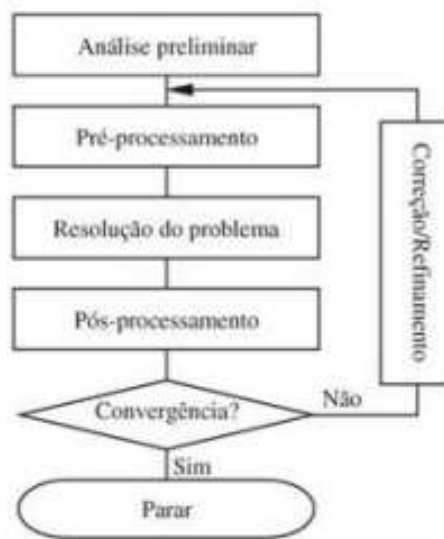 Análise preliminar
Pré-processamento
Correção/Refinamento
Resolução do problema
Pós-processamento
Convergência?
Não
Sim
Parar